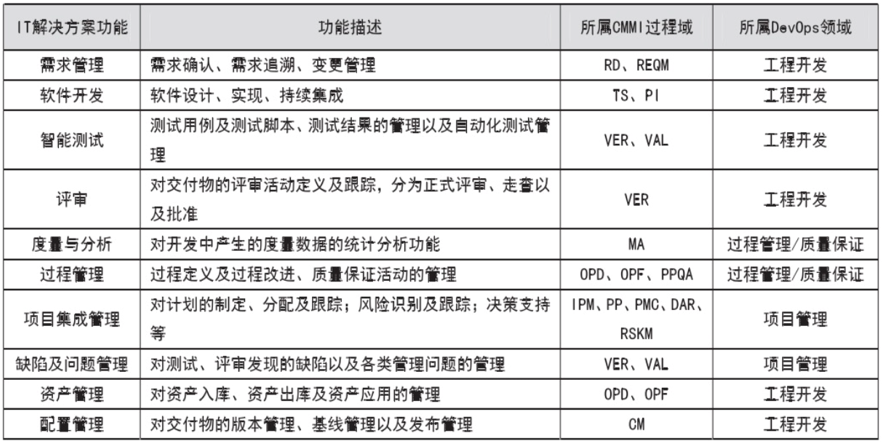 IT解决方案功能 功能描述 所属CMMI过程域 所属DevOps领域
需求管理 需求确认、需求追溯、变更管理 RD、REQM 工程开发
软件开发 软件设计、实现、持续集成 TS、PI 工程开发
智能测试 测试用例及测试脚本、测试结果的管理以及自动化测试管 VER、VAL 工程开发
理
评审 对交付物的评审活动定义及跟踪，分为正式评审、走查以 VER 工程开发
及批准
度量与分析 对开发中产生的度量数据的统计分析功能 MA 过程管理/质量保证
过程管理 过程定义及过程改进、质量保证活动的管理 OPD、OPF、PPQA 过程管理/质量保证
项目集成管理 对计划的制定、分配及跟踪；风险识别及跟踪；决策支持 IPM、PP、PMC、DAR、 项目管理
等 RSKM
缺陷及问题管理 对测试、评审发现的缺陷以及各类管理问题的管理 VER、VAL 项目管理
资产管理 对资产入库、资产出库及资产应用的管理 OPD、OPF 工程开发
配置管理 对交付物的版本管理、基线管理以及发布管理 CM 工程开发